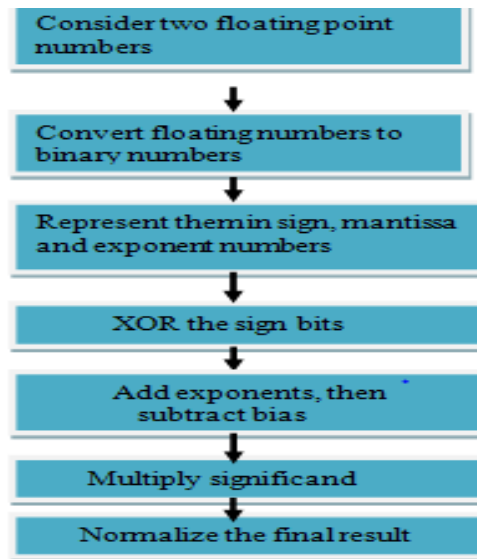 Consider two floating point
numbers
Convert floating numbers to
binary numbers
Represent themin sign, mantissa
and exponent numbers
XOR the sign bits
Add exponents, then
subtract bias
Multiply significand
Normalize the final result